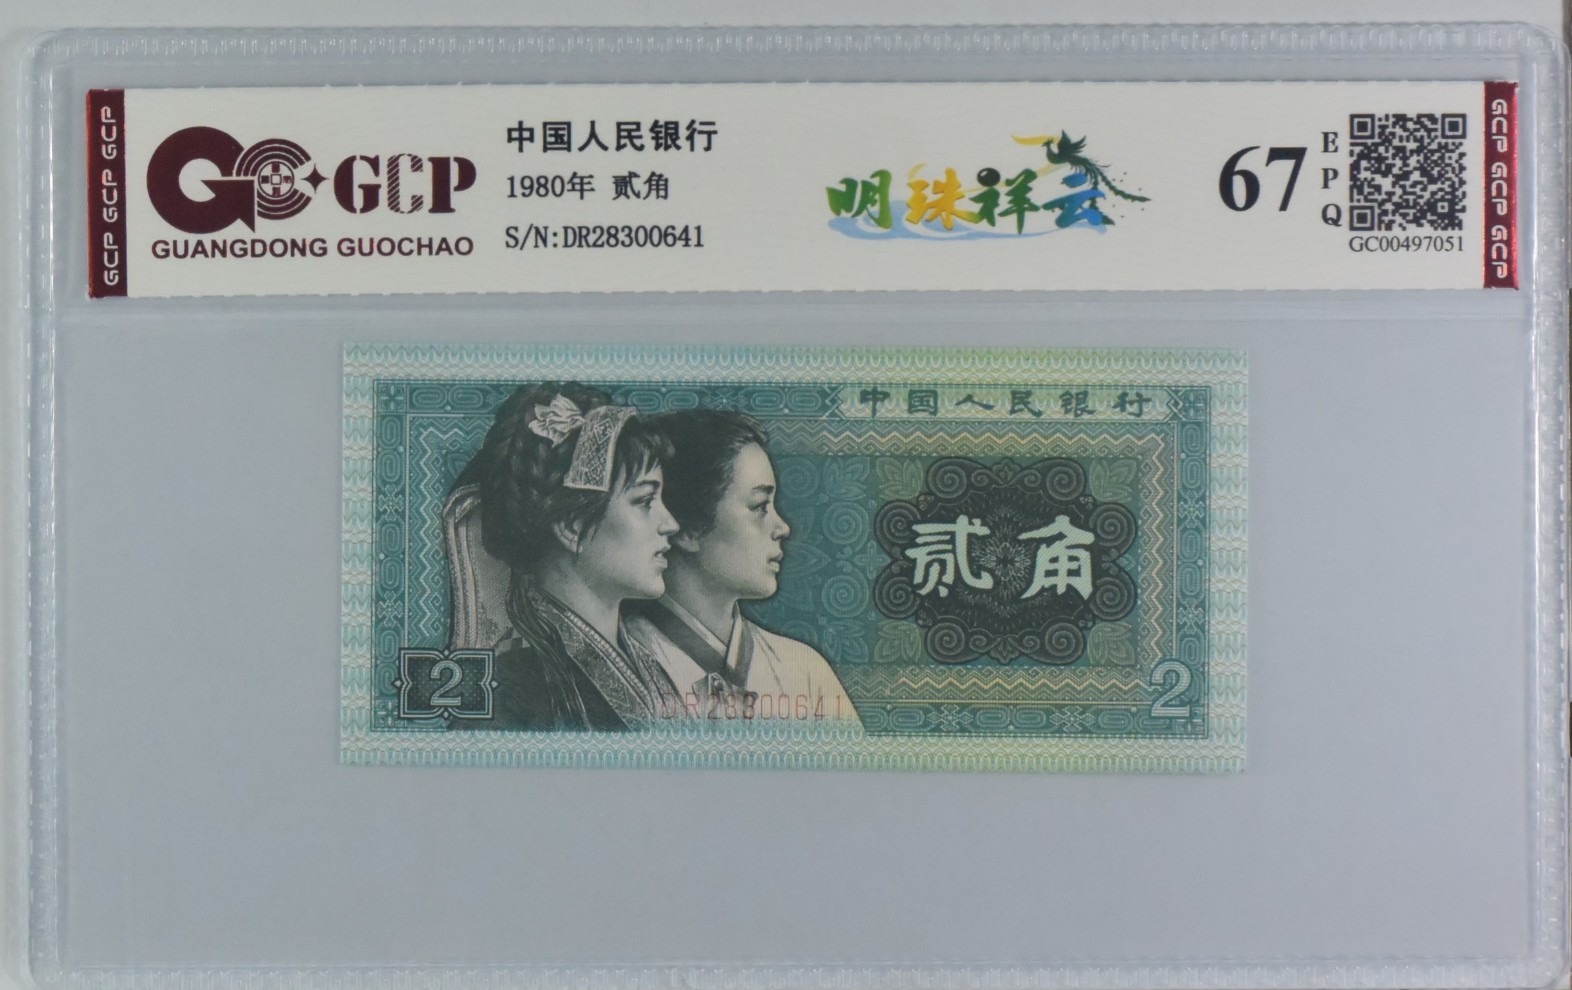 GCP GCP GCP
GCP
GUANGDONG GUOCHAO
中国人民银行
1980年 贰角
S/N:DR28300641
明珠祥云
67
EPQ
GC00497051
GCP GCP GCP
中国人民银行
贰角
2
2
DR28300641